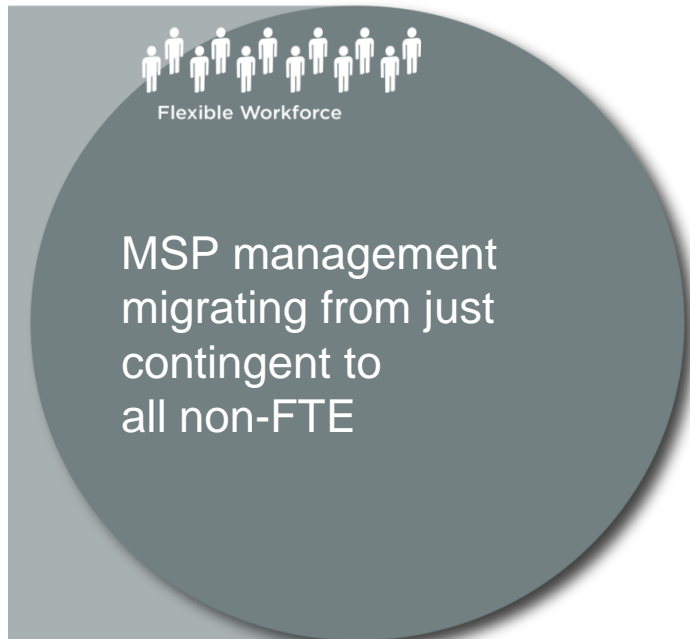 Flexible Workforce
MSP management
migrating from just
contingent to
all non-FTE